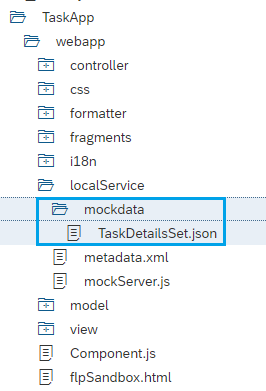 TaskApp
webapp
controller
css
formatter
fragments
i18n
localService
mockdata
TaskDetailsSet.json
metadata.xml
mockServer.js
model
view
Component.js
flpSandbox.html